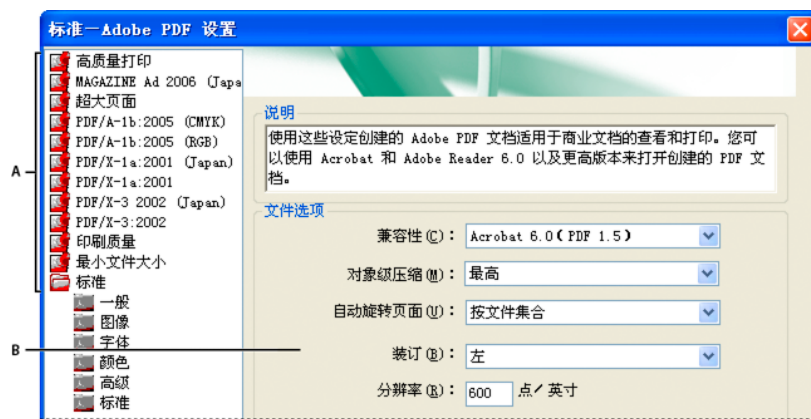 标准－Adobe PDF 设置
高质量打印
MAGAZINE Ad 2006 (Japa
超大页面
PDF/A-1b:2005 (CMYK)
PDF/A-1b:2005 (RGB)
PDF/X-1a:2001 (Japan)
PDF/X-1a:2001
PDF/X-3 2002 (Japan)
PDF/X-3:2002
印刷质量
最小文件大小
标准
一般
图像
字体
颜色
高级
标准
A
B
说明
使用这些设定创建的 Adobe PDF 文档适用于商业文档的查看和打印。您可
以使用 Acrobat 和 Adobe Reader 6.0 以及更高版本来打开创建的 PDF 文
档。
文件选项
兼容性(C)： Acrobat 6.0(PDF 1.5)
对象级压缩(M)： 最高
自动旋转页面(U)： 按文件集合
装订(B)： 左
分辨率(R)： 600 点／英寸